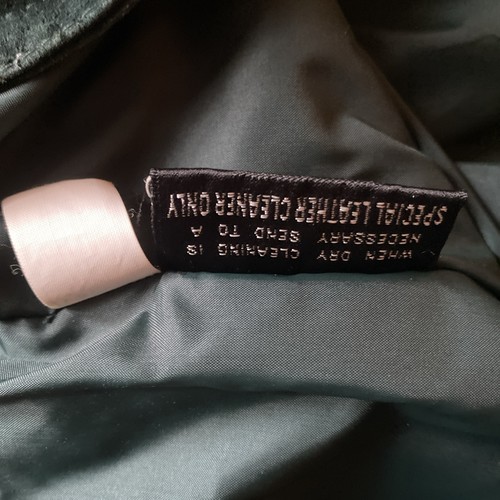 WHEN DRY
CLEANING IS
NECESSARY
SEND TO A
SPECIAL LEATHER CLEANER ONLY